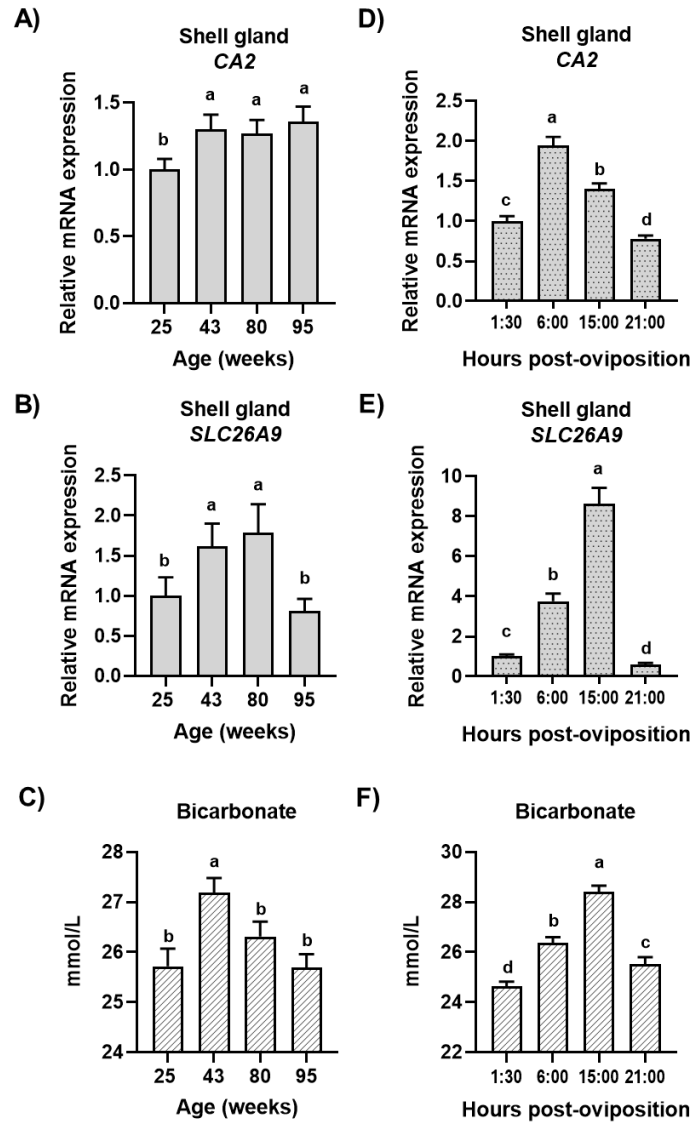 A)
Shell gland
CA2
Relative mRNA expression
1.5
1.0
0.5
0.0
b
a
a
a
25 43 80 95
Age (weeks)
D)
Shell gland
CA2
Relative mRNA expression
2.5
2.0
1.5
1.0
0.5
0.0
c
a
b
d
1:30 6:00 15:00 21:00
Hours post-oviposition
B)
Shell gland
SLC26A9
Relative mRNA expression
2.5
2.0
1.5
1.0
0.5
0.0
b
a
a
b
25 43 80 95
Age (weeks)
E)
Shell gland
SLC26A9
Relative mRNA expression
10
8
6
4
2
0
c
b
a
d
1:30 6:00 15:00 21:00
Hours post-oviposition
C)
Bicarbonate
mmol/L
28
27
26
25
24
b
a
b
b
25 43 80 95
Age (weeks)
F)
Bicarbonate
mmol/L
30
28
26
24
22
d
b
a
c
1:30 6:00 15:00 21:00
Hours post-oviposition